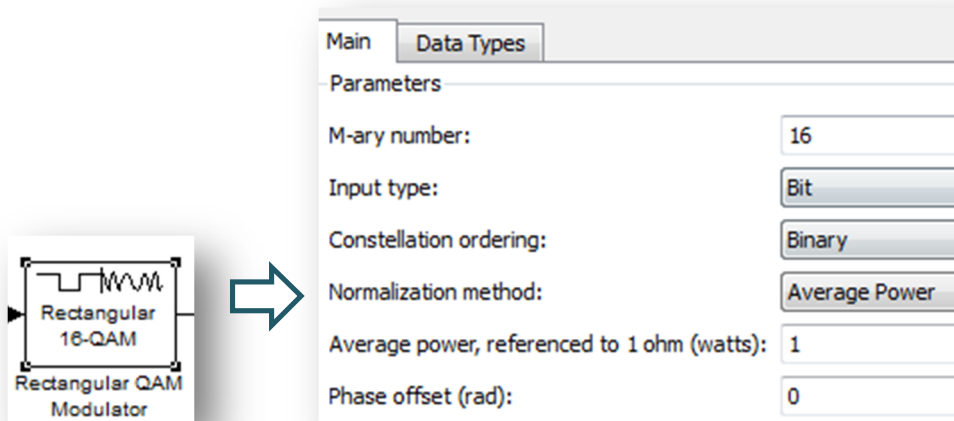 Main
Data Types
Parameters
M-ary number:
16
Input type:
Bit
Constellation ordering:
Binary
Normalization method:
Average Power
Average power, referenced to 1 ohm (watts):
1
Phase offset (rad):
0
Rectangular
16-QAM
Rectangular QAM
Modulator